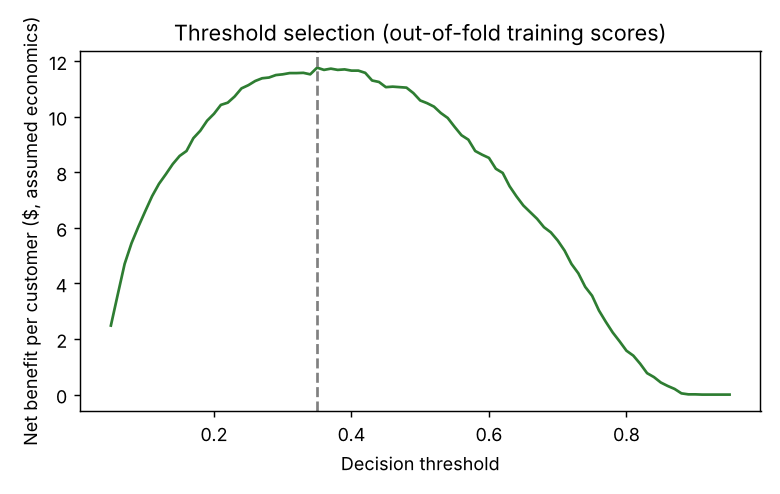 Threshold selection (out-of-fold training scores)
Net benefit per customer ($, assumed economics)
12
10
8
6
4
2
0
0.2 0.4 0.6 0.8
Decision threshold